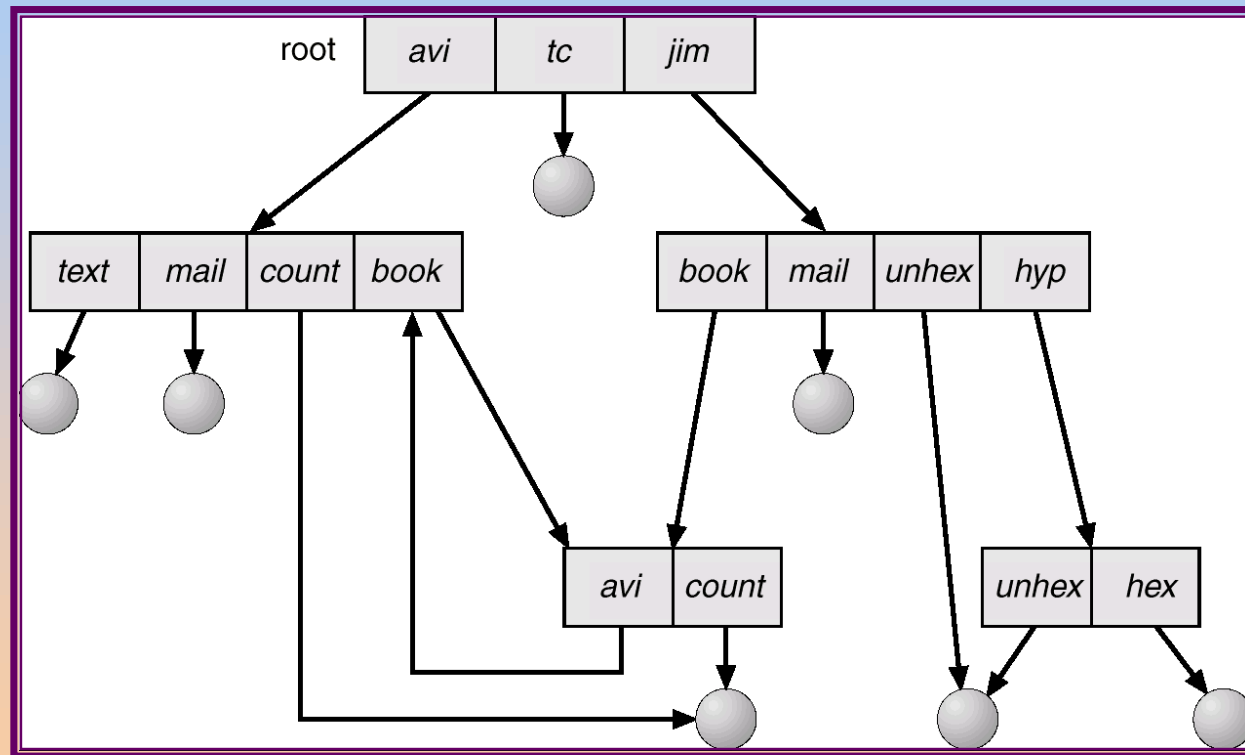 root avi tc jim
text mail count book book mail unhex hyp
avi count unhex hex